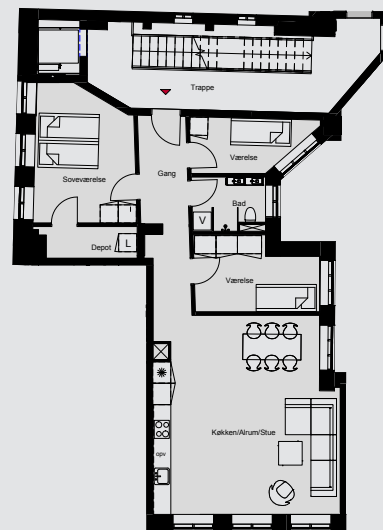 Trappe
Værelse
Gang
Soveværelse
Bad
V
Depot
L
Værelse
Køkken/Alrum/Stue
opv